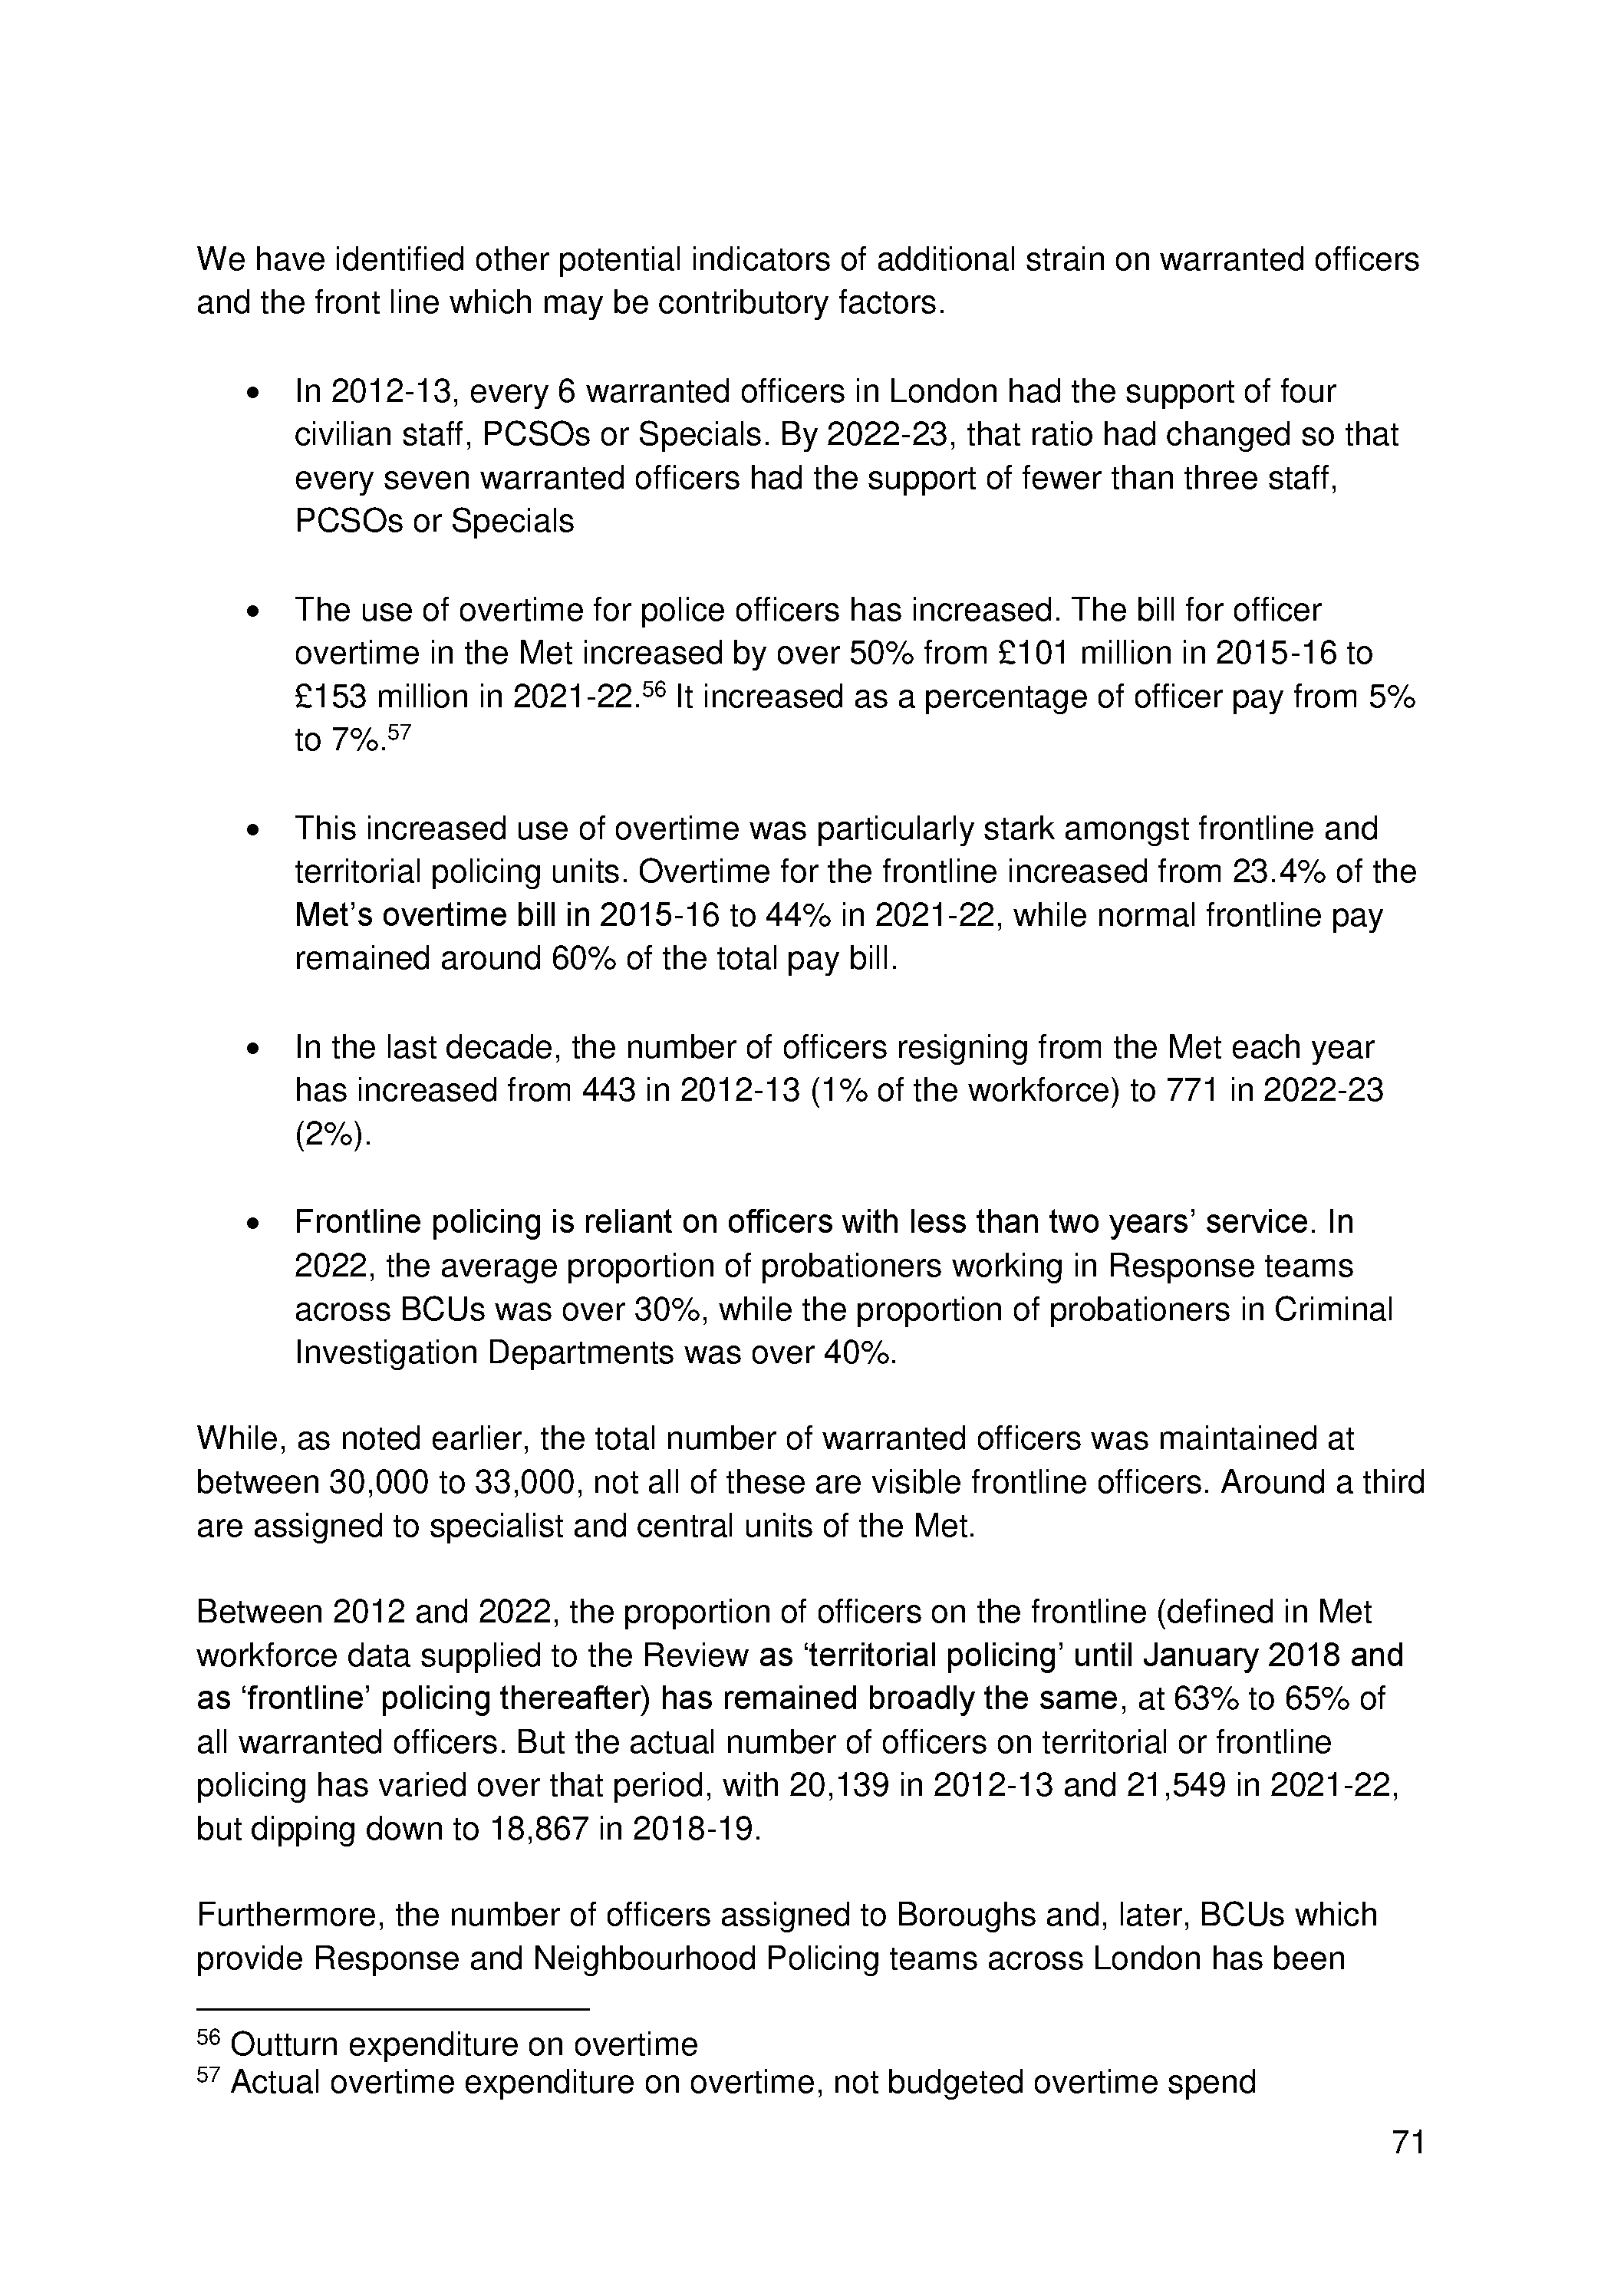 We have identified other potential indicators of additional strain on warranted officers
and the front line which may be contributory factors.
• In 2012-13, every 6 warranted officers in London had the support of four
civilian staff, PCSOs or Specials. By 2022-23, that ratio had changed so that
every seven warranted officers had the support of fewer than three staff,
PCSOs or Specials
• The use of overtime for police officers has increased. The bill for officer
overtime in the Met increased by over 50% from £101 million in 2015-16 to
£153 million in 2021-22.56 It increased as a percentage of officer pay from 5%
to 7%.57
• This increased use of overtime was particularly stark amongst frontline and
territorial policing units. Overtime for the frontline increased from 23.4% of the
Met’s overtime bill in 2015-16 to 44% in 2021-22, while normal frontline pay
remained around 60% of the total pay bill.
• In the last decade, the number of officers resigning from the Met each year
has increased from 443 in 2012-13 (1% of the workforce) to 771 in 2022-23
(2%).
• Frontline policing is reliant on officers with less than two years’ service. In
2022, the average proportion of probationers working in Response teams
across BCUs was over 30%, while the proportion of probationers in Criminal
Investigation Departments was over 40%.
While, as noted earlier, the total number of warranted officers was maintained at
between 30,000 to 33,000, not all of these are visible frontline officers. Around a third
are assigned to specialist and central units of the Met.
Between 2012 and 2022, the proportion of officers on the frontline (defined in Met
workforce data supplied to the Review as ‘territorial policing’ until January 2018 and
as ‘frontline’ policing thereafter) has remained broadly the same, at 63% to 65% of
all warranted officers. But the actual number of officers on territorial or frontline
policing has varied over that period, with 20,139 in 2012-13 and 21,549 in 2021-22,
but dipping down to 18,867 in 2018-19.
Furthermore, the number of officers assigned to Boroughs and, later, BCUs which
provide Response and Neighbourhood Policing teams across London has been
56 Outturn expenditure on overtime
57 Actual overtime expenditure on overtime, not budgeted overtime spend
71